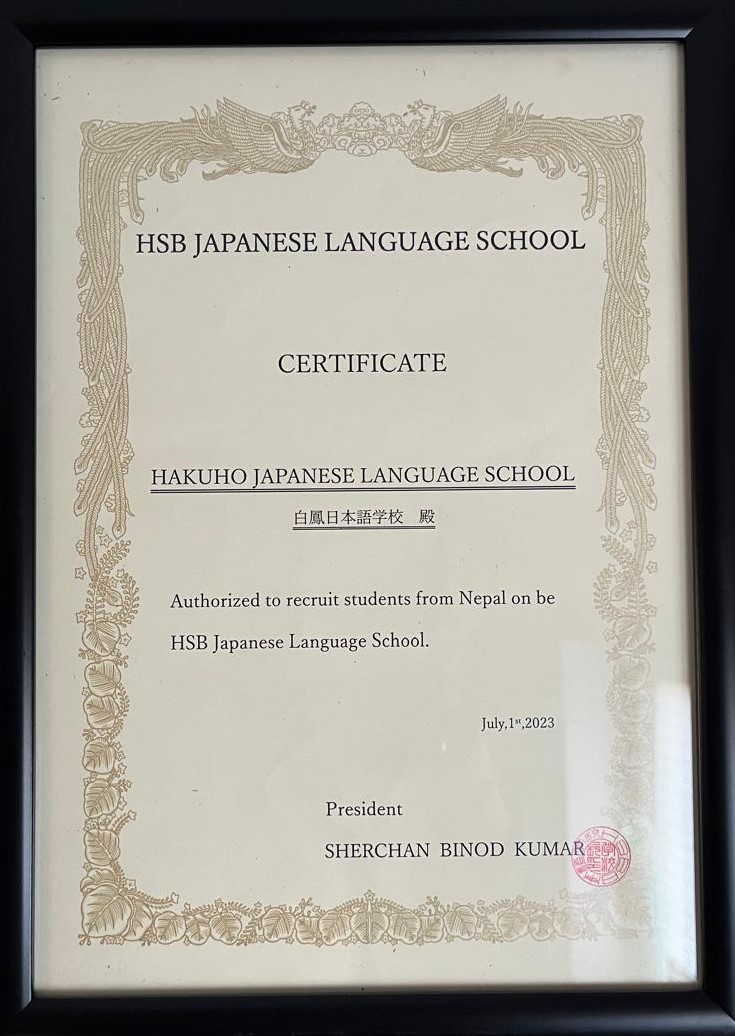 HSB JAPANESE LANGUAGE SCHOOL
CERTIFICATE
HAKUHO JAPANESE LANGUAGE SCHOOL
白鳳日本語学校　殿
Authorized to recruit students from Nepal on be
HSB Japanese Language School.
July,1st,2023
President
SHERCHAN BINOD KUMAR